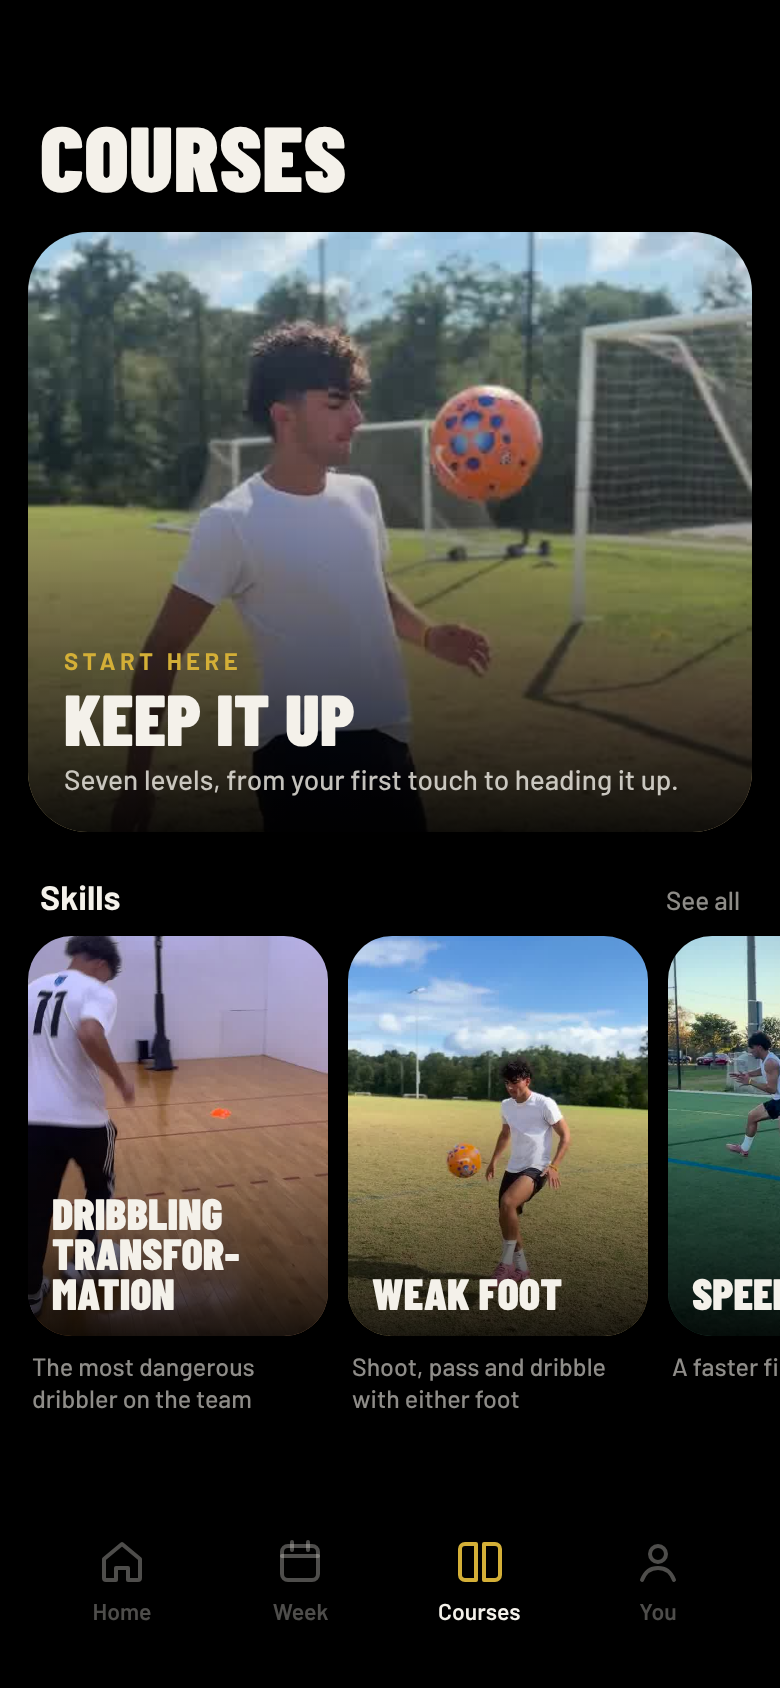 COURSES
START HERE
KEEP IT UP
Seven levels, from your first touch to heading it up.
Skills
See all
11
DRIBBLING
TRANSFOR-
MATION
WEAK FOOT
The most dangerous
dribbler on the team
Shoot, pass and dribble
with either foot
A faster
Home
Week
Courses
You